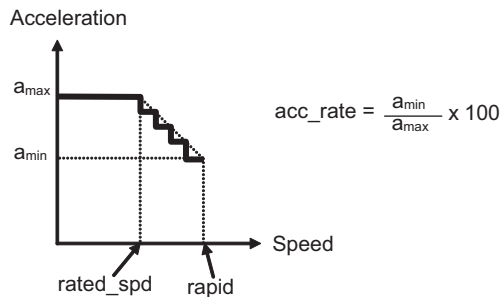 Acceleration
amax
amin
acc_rate = amin / amax x 100
Speed
rated_spd
rapid